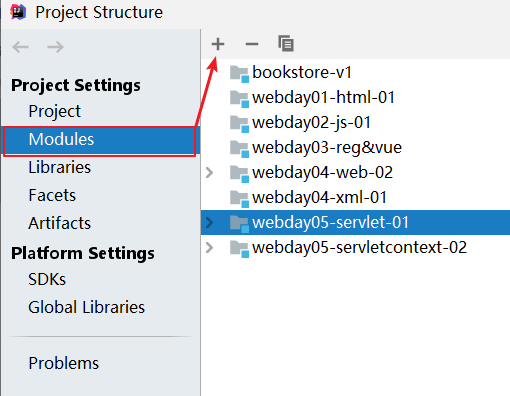 Project Structure
Project Settings
Project
Modules
Libraries
Facets
Artifacts
Platform Settings
SDKs
Global Libraries
Problems
bookstore-v1
webday01-html-01
webday02-js-01
webday03-reg&vue
webday04-web-02
webday04-xml-01
webday05-servlet-01
webday05-servletcontext-02